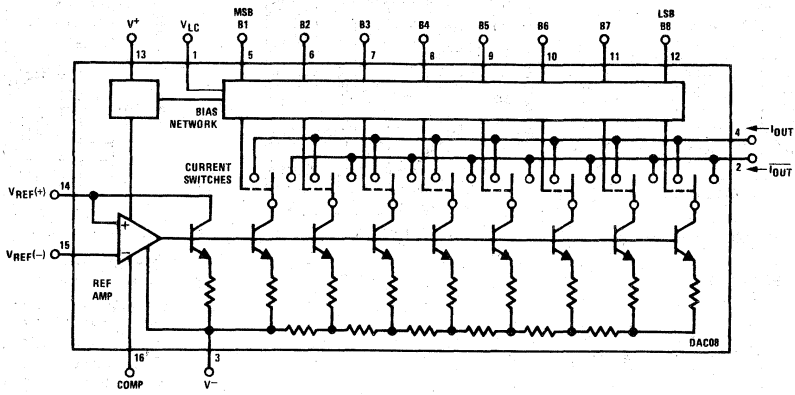 V+
VLC
MSB
B1
B2
B3
B4
B5
B6
B7
LSB
B8
13
1
5
6
7
8
9
10
11
12
BIAS
NETWORK
4
IOUT
CURRENT
SWITCHES
2
IOUT
VREF(+)
14
+
−
VREF(−)
15
REF
AMP
DAC08
16
3
COMP
V−